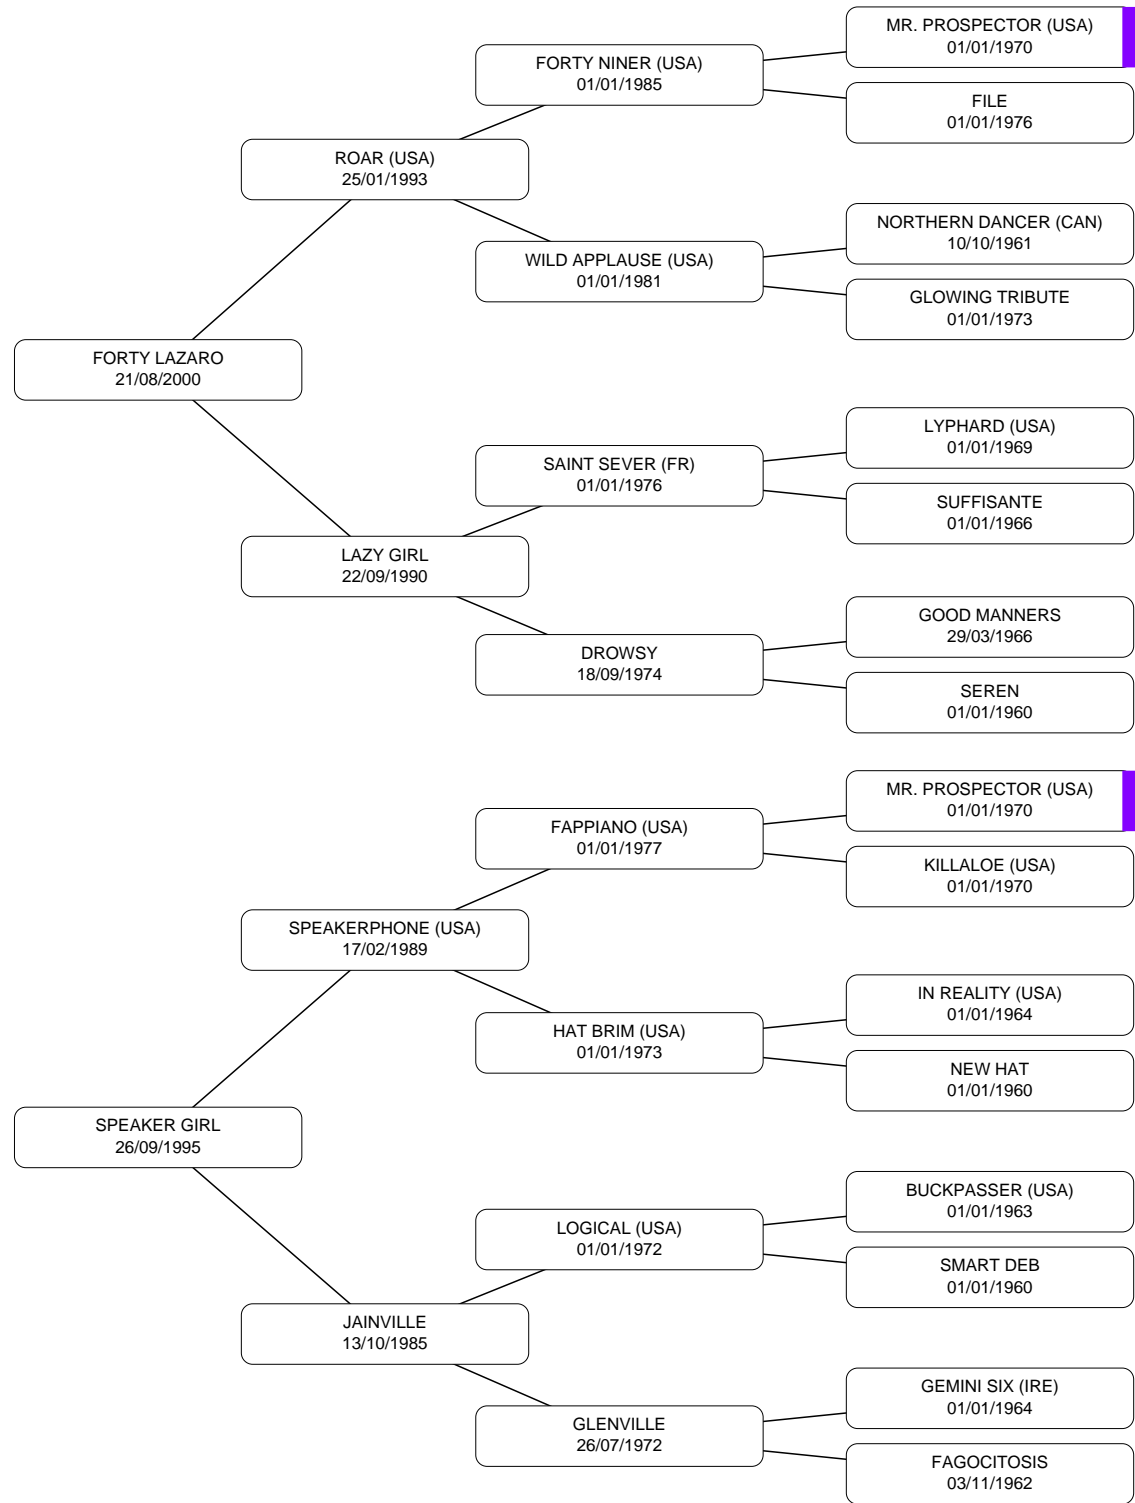 MR. PROSPECTOR (USA)
01/01/1970
FORTY NINER (USA)
01/01/1985
FILE
01/01/1976
ROAR (USA)
25/01/1993
NORTHERN DANCER (CAN)
10/10/1961
WILD APPLAUSE (USA)
01/01/1981
GLOWING TRIBUTE
01/01/1973
FORTY LAZARO
21/08/2000
LYPHARD (USA)
01/01/1969
SAINT SEVER (FR)
01/01/1976
SUFFISANTE
01/01/1966
LAZY GIRL
22/09/1990
GOOD MANNERS
29/03/1966
DROWSY
18/09/1974
SEREN
01/01/1960
MR. PROSPECTOR (USA)
01/01/1970
FAPPIANO (USA)
01/01/1977
KILLALOE (USA)
01/01/1970
SPEAKERPHONE (USA)
17/02/1989
IN REALITY (USA)
01/01/1964
HAT BRIM (USA)
01/01/1973
NEW HAT
01/01/1960
SPEAKER GIRL
26/09/1995
BUCKPASSER (USA)
01/01/1963
LOGICAL (USA)
01/01/1972
SMART DEB
01/01/1960
JAINVILLE
13/10/1985
GEMINI SIX (IRE)
01/01/1964
GLENVILLE
26/07/1972
FAGOCITOSIS
03/11/1962